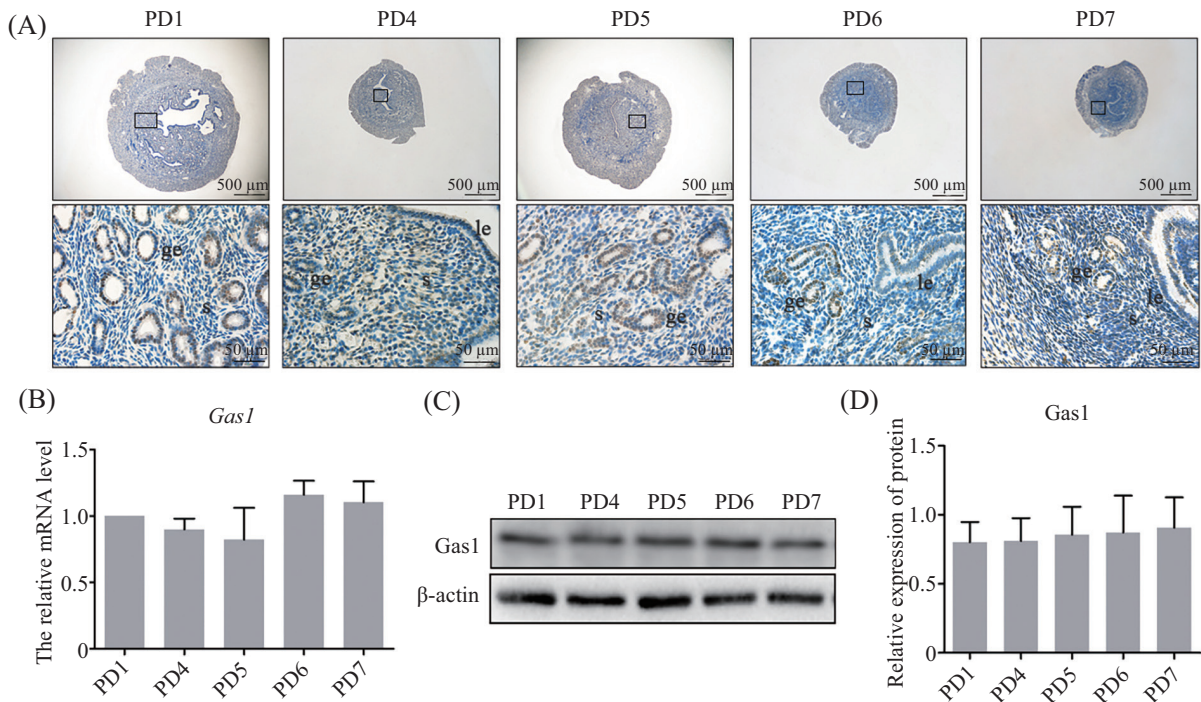 (A)
PD1 PD4 PD5 PD6 PD7
500 µm 500 µm 500 µm 500 µm 500 µm
ge s 50 µm
le ge s 50 µm
s ge 50 µm
le ge s 50 µm
le ge s 50 µm
(B)
Gas1
The relative mRNA level
1.5
1.0
0.5
0
PD1 PD4 PD5 PD6 PD7
(C)
PD1 PD4 PD5 PD6 PD7
Gas1
β-actin
(D)
Gas1
Relative expression of protein
1.5
1.0
0.5
0
PD1 PD4 PD5 PD6 PD7